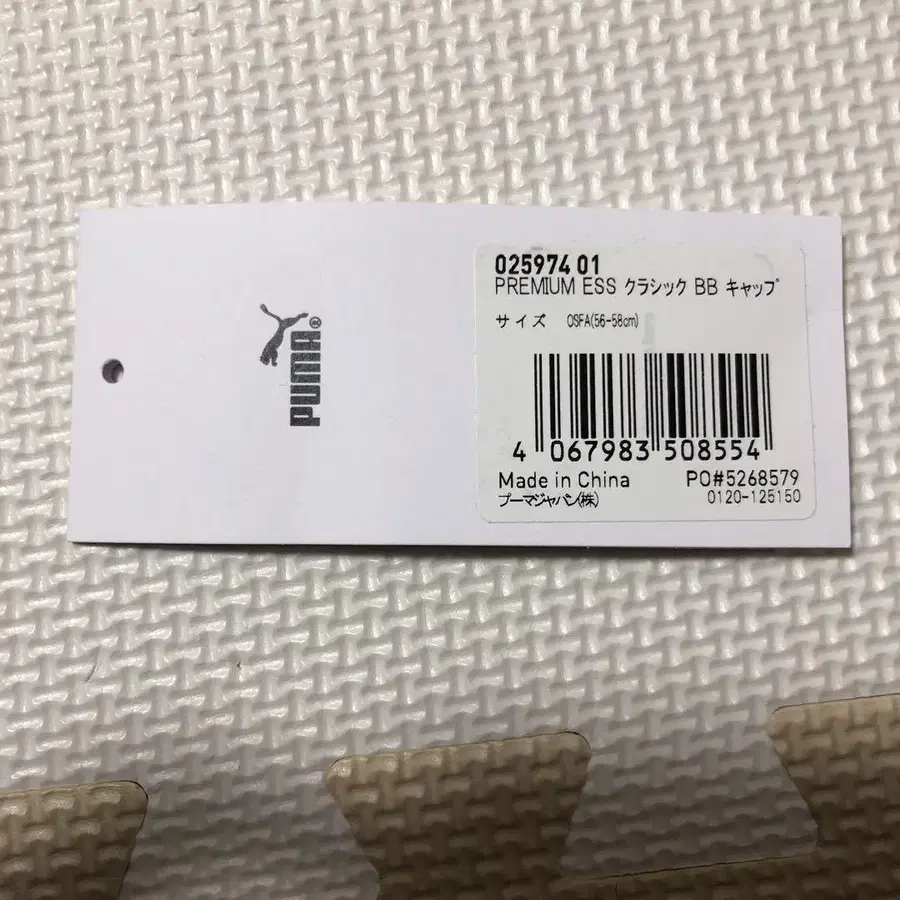 PUMA®
025974 01
PREMIUM ESS クラシック BB キャップ
サイズ OSFA(56-58cm)
4 067983 508554
Made in China PO#5268579
プーマジャパン(株) 0120-125150